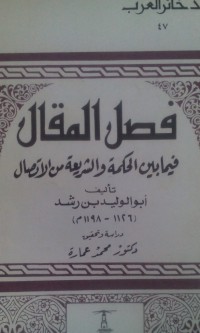 ذخائر العرب
٤٧
فصل المقال
فيما بين الحكمة والشريعة من الاتصال
تأليف
أبو الوليد بن رشد
(١١٢٦ - ١١٩٨ م)
دراسة وتحقيق
دكتور محمد عمارة